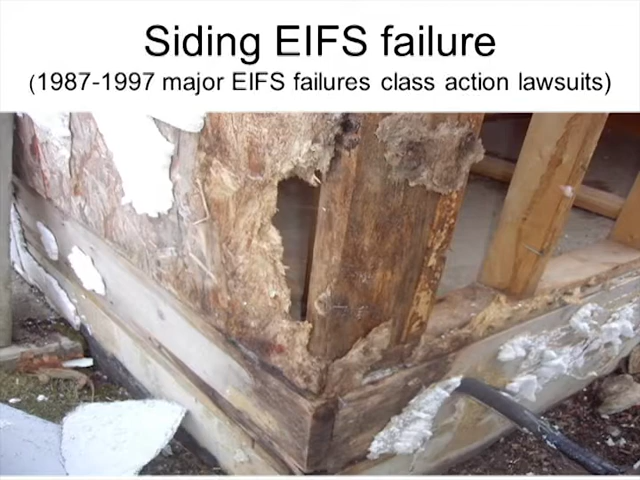 Siding EIFS failure
(1987-1997 major EIFS failures class action lawsuits)